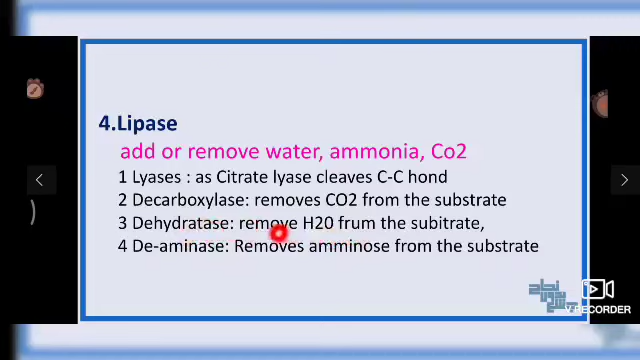 4.Lipase
add or remove water, ammonia, Co2
1 Lyases : as Citrate lyase cleaves C-C hond
2 Decarboxylase: removes CO2 from the substrate
3 Dehydratase: remove H20 frum the subitrate,
4 De-aminase: Removes amminose from the substrate
V RECORDER